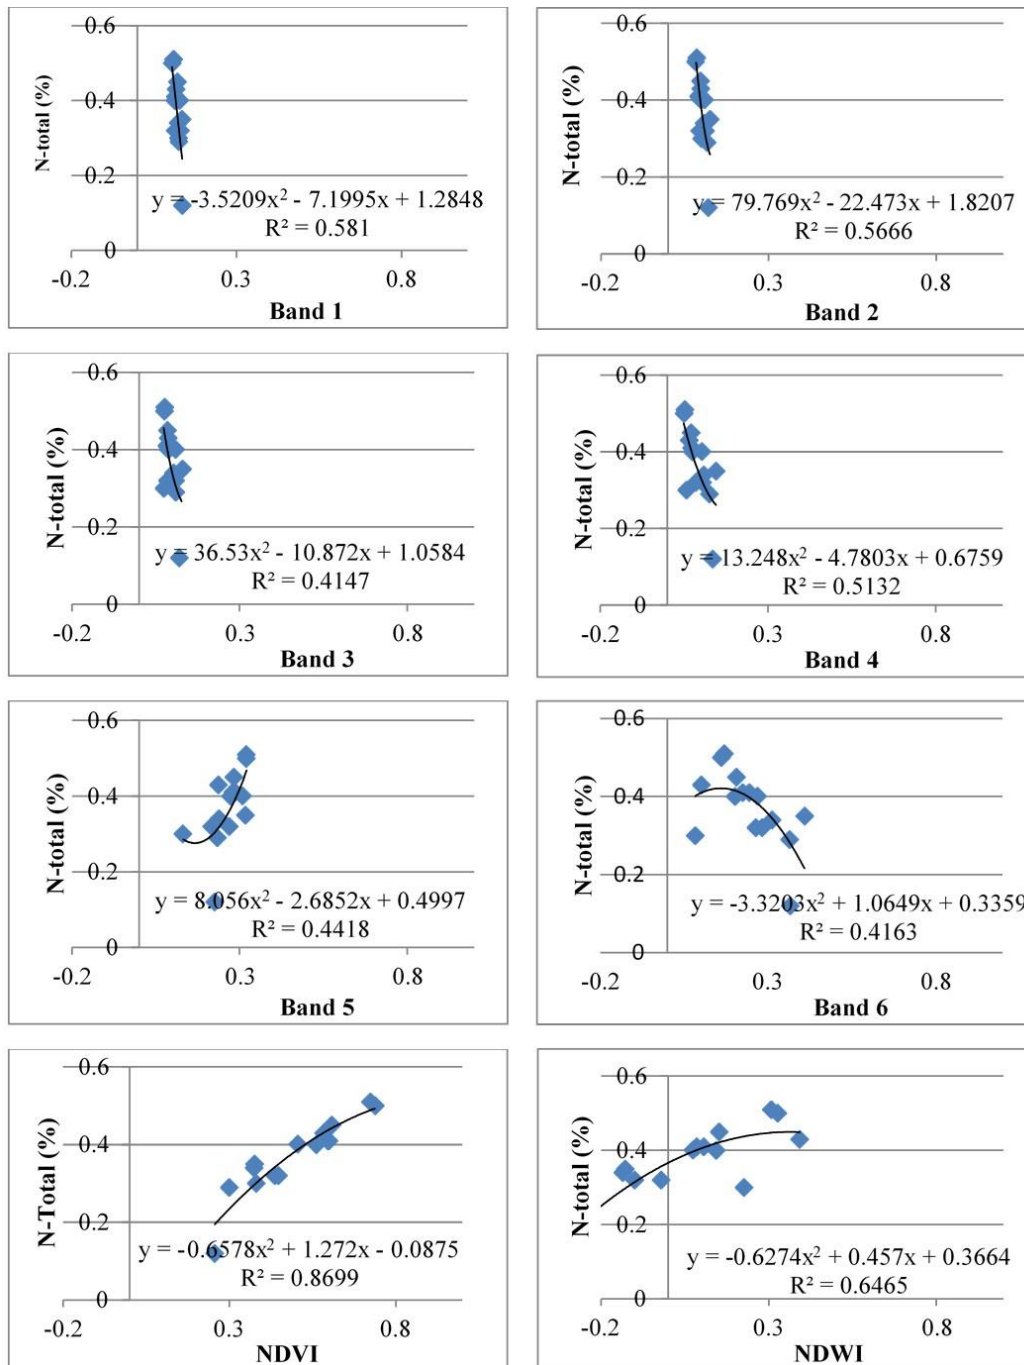 0.6
0.4
0.2
0
-0.2 0.3 0.8
N-total (%)
y = -3.5209x² - 7.1995x + 1.2848
R² = 0.581
Band 1
0.6
0.4
0.2
0
-0.2 0.3 0.8
N-total (%)
y = 79.769x² - 22.473x + 1.8207
R² = 0.5666
Band 2
0.6
0.4
0.2
0
-0.2 0.3 0.8
N-total (%)
y = 36.53x² - 10.872x + 1.0584
R² = 0.4147
Band 3
0.6
0.4
0.2
0
-0.2 0.3 0.8
N-total (%)
y = 13.248x² - 4.7803x + 0.6759
R² = 0.5132
Band 4
0.6
0.4
0.2
0
-0.2 0.3 0.8
N-total (%)
y = 8.056x² - 2.6852x + 0.4997
R² = 0.4418
Band 5
0.6
0.4
0.2
0
-0.2 0.3 0.8
N-total (%)
y = -3.3203x² + 1.0649x + 0.3359
R² = 0.4163
Band 6
0.6
0.4
0.2
0
-0.2 0.3 0.8
N-Total (%)
y = -0.6578x² + 1.272x - 0.0875
R² = 0.8699
NDVI
0.6
0.4
0.2
0
-0.2 0.3 0.8
N-total (%)
y = -0.6274x² + 0.457x + 0.3664
R² = 0.6465
NDWI